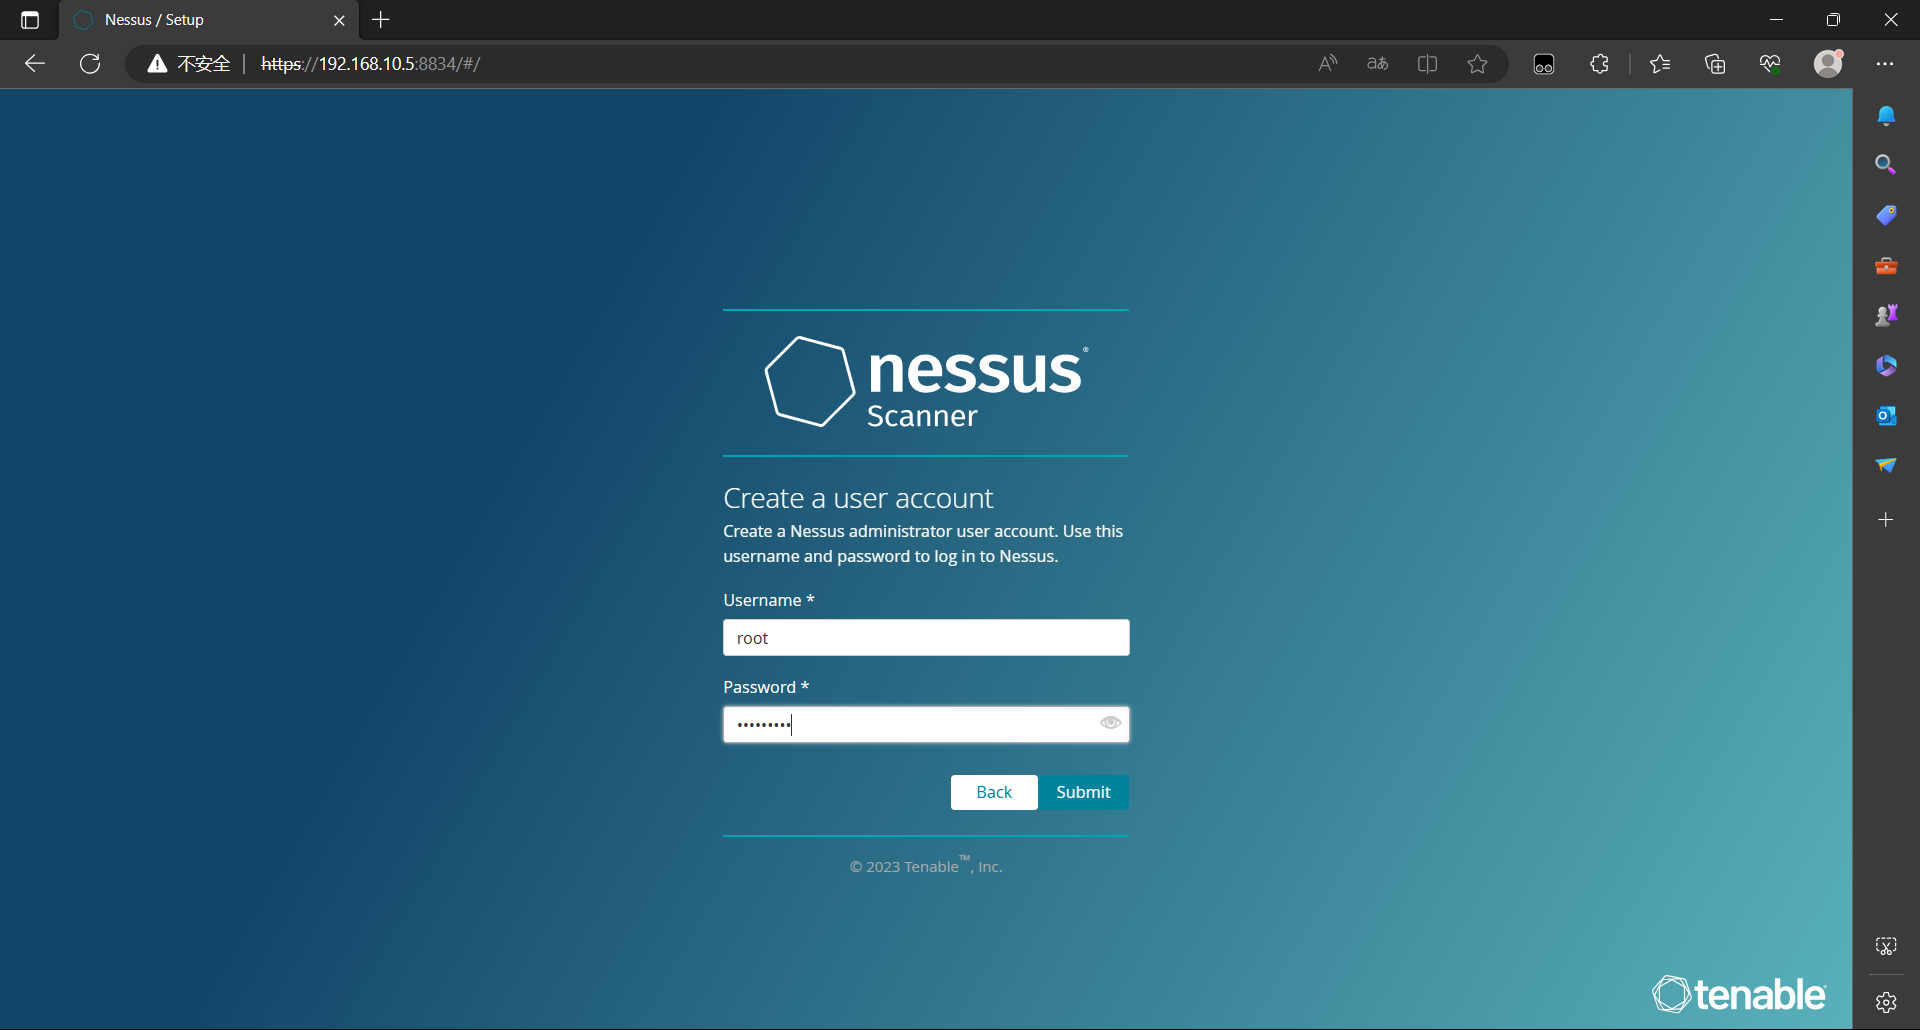 Nessus / Setup
不安全 https://192.168.10.5:8834/#/
nessus®
Scanner
Create a user account
Create a Nessus administrator user account. Use this
username and password to log in to Nessus.
Username *
root
Password *
•••••••••
Back Submit
© 2023 Tenable™, Inc.
tenable